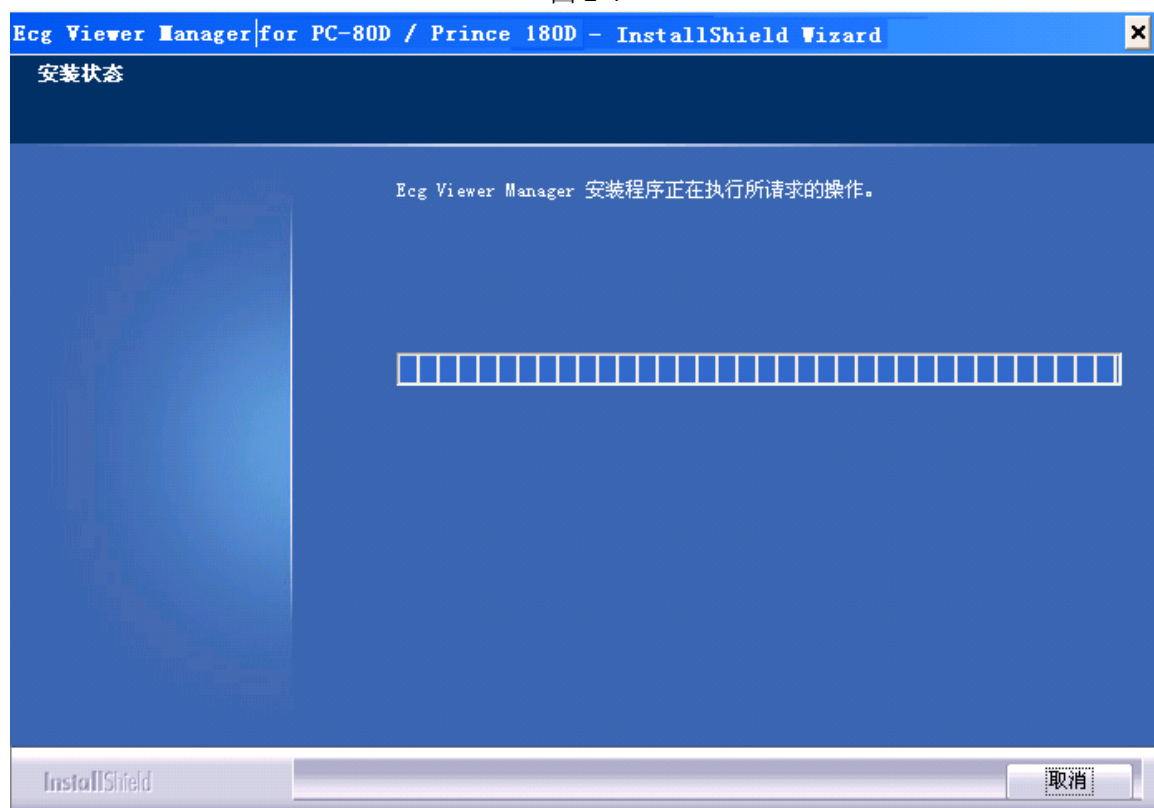 Ecg Viewer Manager for PC-80D / Prince 180D - InstallShield Wizard
安装状态
Ecg Viewer Manager 安装程序正在执行所请求的操作。
InstallShield
取消